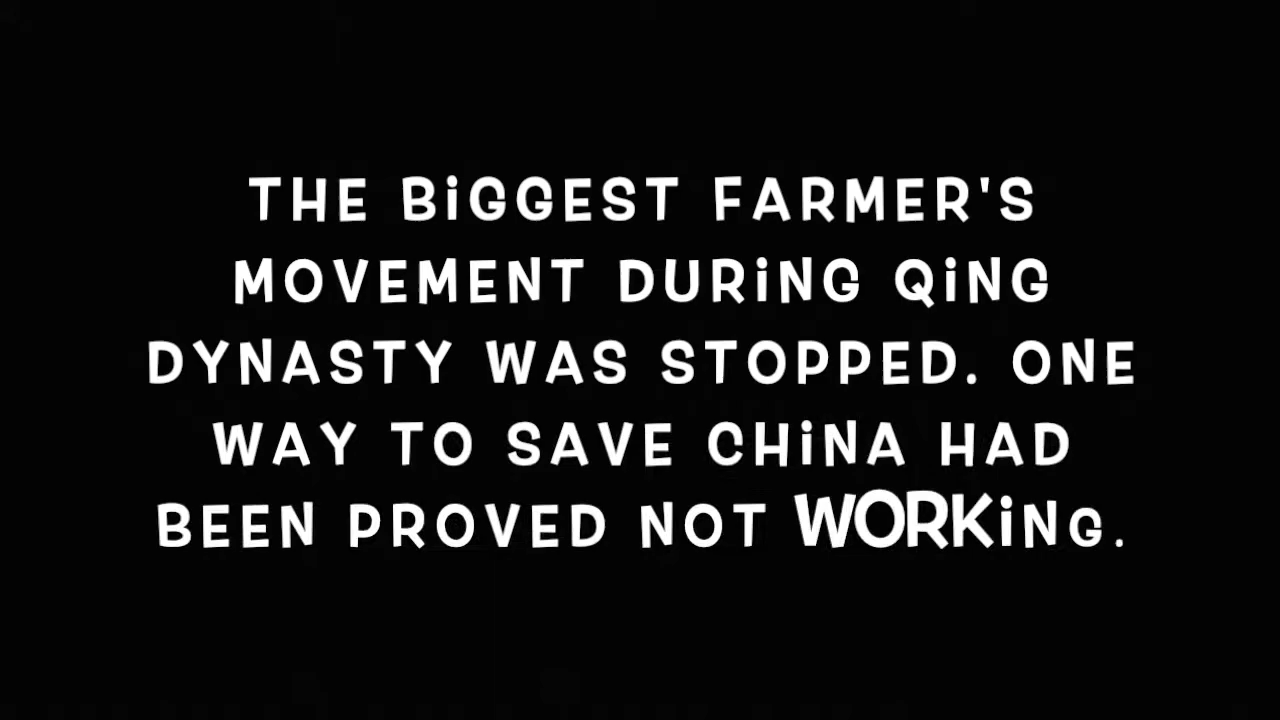 THE BiGGEST FARMER'S
MOVEMENT DURiNG QiNG
DYNASTY WAS STOPPED. ONE
WAY TO SAVE CHiNA HAD
BEEN PROVED NOT WORKiNG.